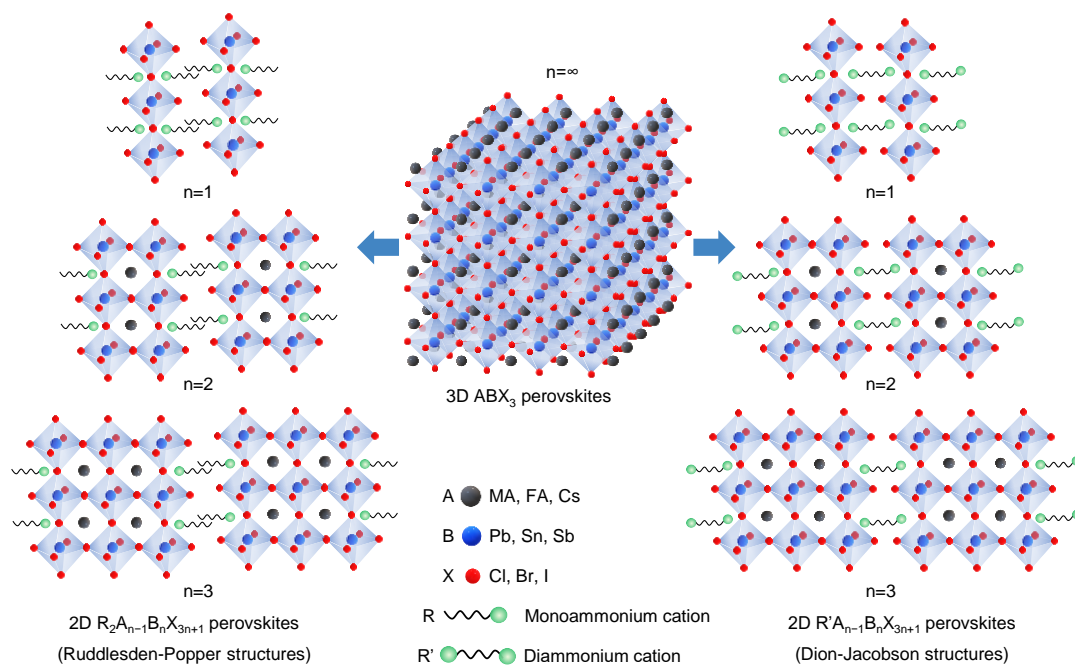 n=∞
n=1
n=1
n=2
n=2
3D ABX₃ perovskites
A MA, FA, Cs
B Pb, Sn, Sb
X Cl, Br, I
R Monoammonium cation
R' Diammonium cation
n=3
2D R₂Aₙ₋₁BₙX₃ₙ₊₁ perovskites
(Ruddlesden-Popper structures)
n=3
2D R'Aₙ₋₁BₙX₃ₙ₊₁ perovskites
(Dion-Jacobson structures)